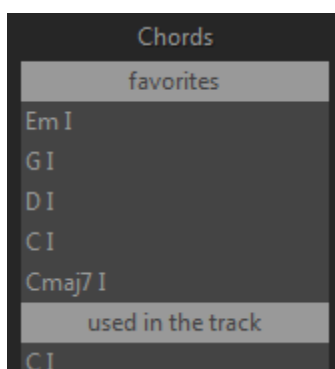 Chords
favorites
Em I
G I
D I
C I
Cmaj7 I
used in the track
C I